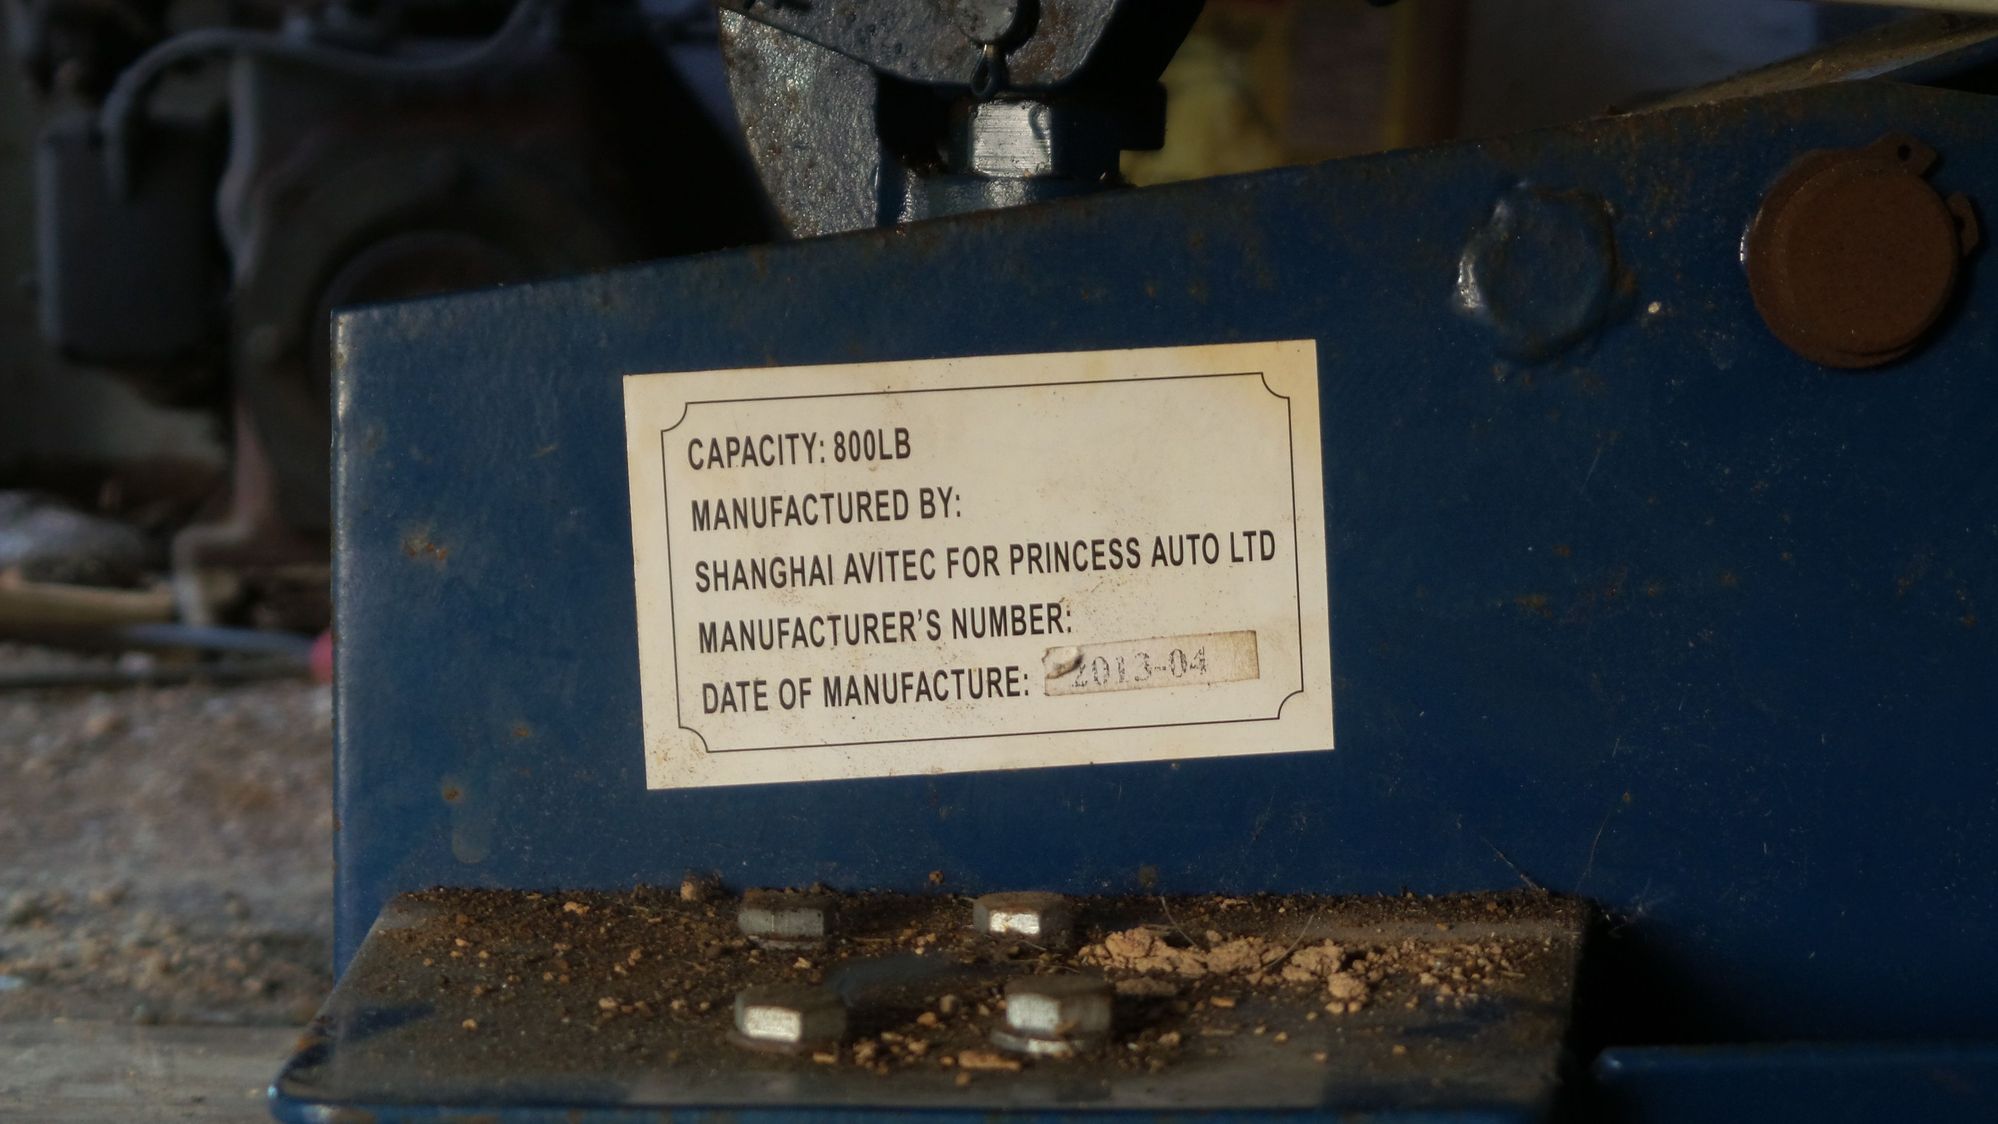 CAPACITY: 800LB
MANUFACTURED BY:
SHANGHAI AVITEC FOR PRINCESS AUTO LTD
MANUFACTURER'S NUMBER:
DATE OF MANUFACTURE: 2013-04